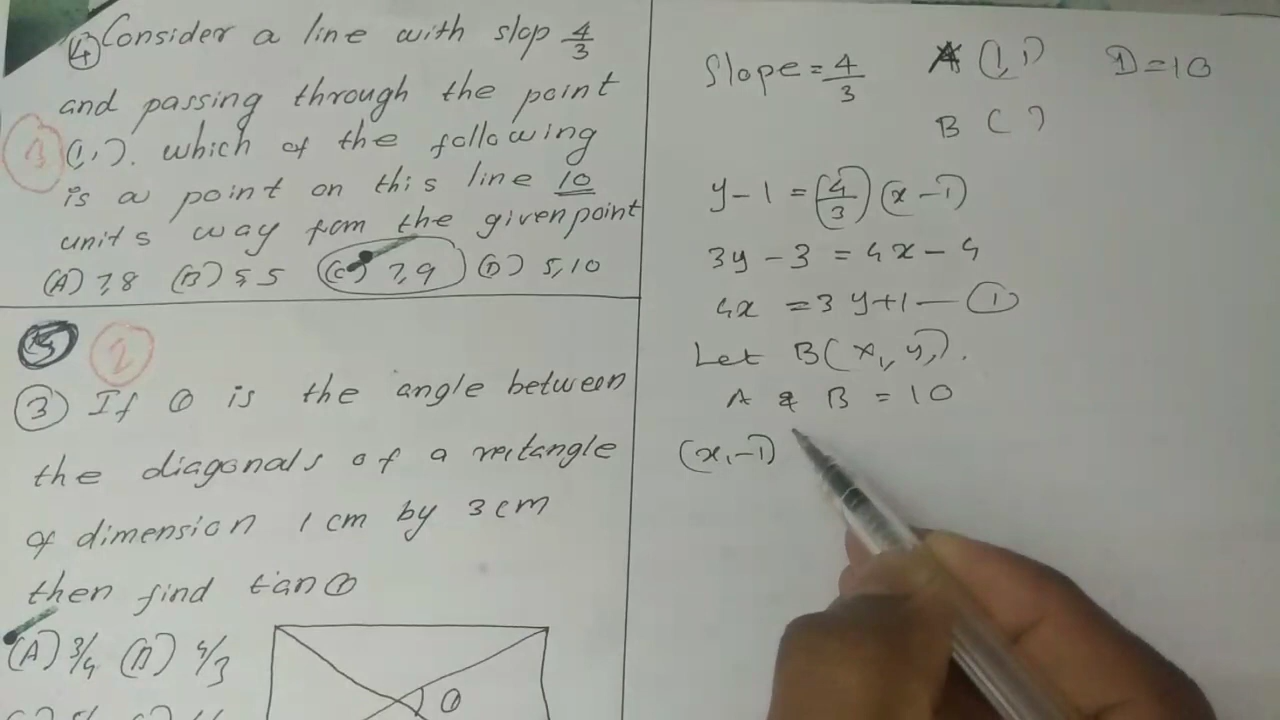 ④ Consider a line with slop 4/3
and passing through the point
(1,). which of the following
is a point on this line 10
units way fom the given point
(A) 7,8 (B) 5,5 (C) 7,9 (D) 5,10
2
③ If θ is the angle between
the diagonals of a rectangle
of dimension 1 cm by 3 cm
then find tan θ
(A) 3/4 (B) 4/3
θ
Slope = 4/3 A (1,1) D=10
B ( )
y-1 = (4/3) (x-1)
3y-3 = 4x-4
4x = 3y+1 — ①
Let B(x₁, y₁).
A & B = 10
(x₁-1)